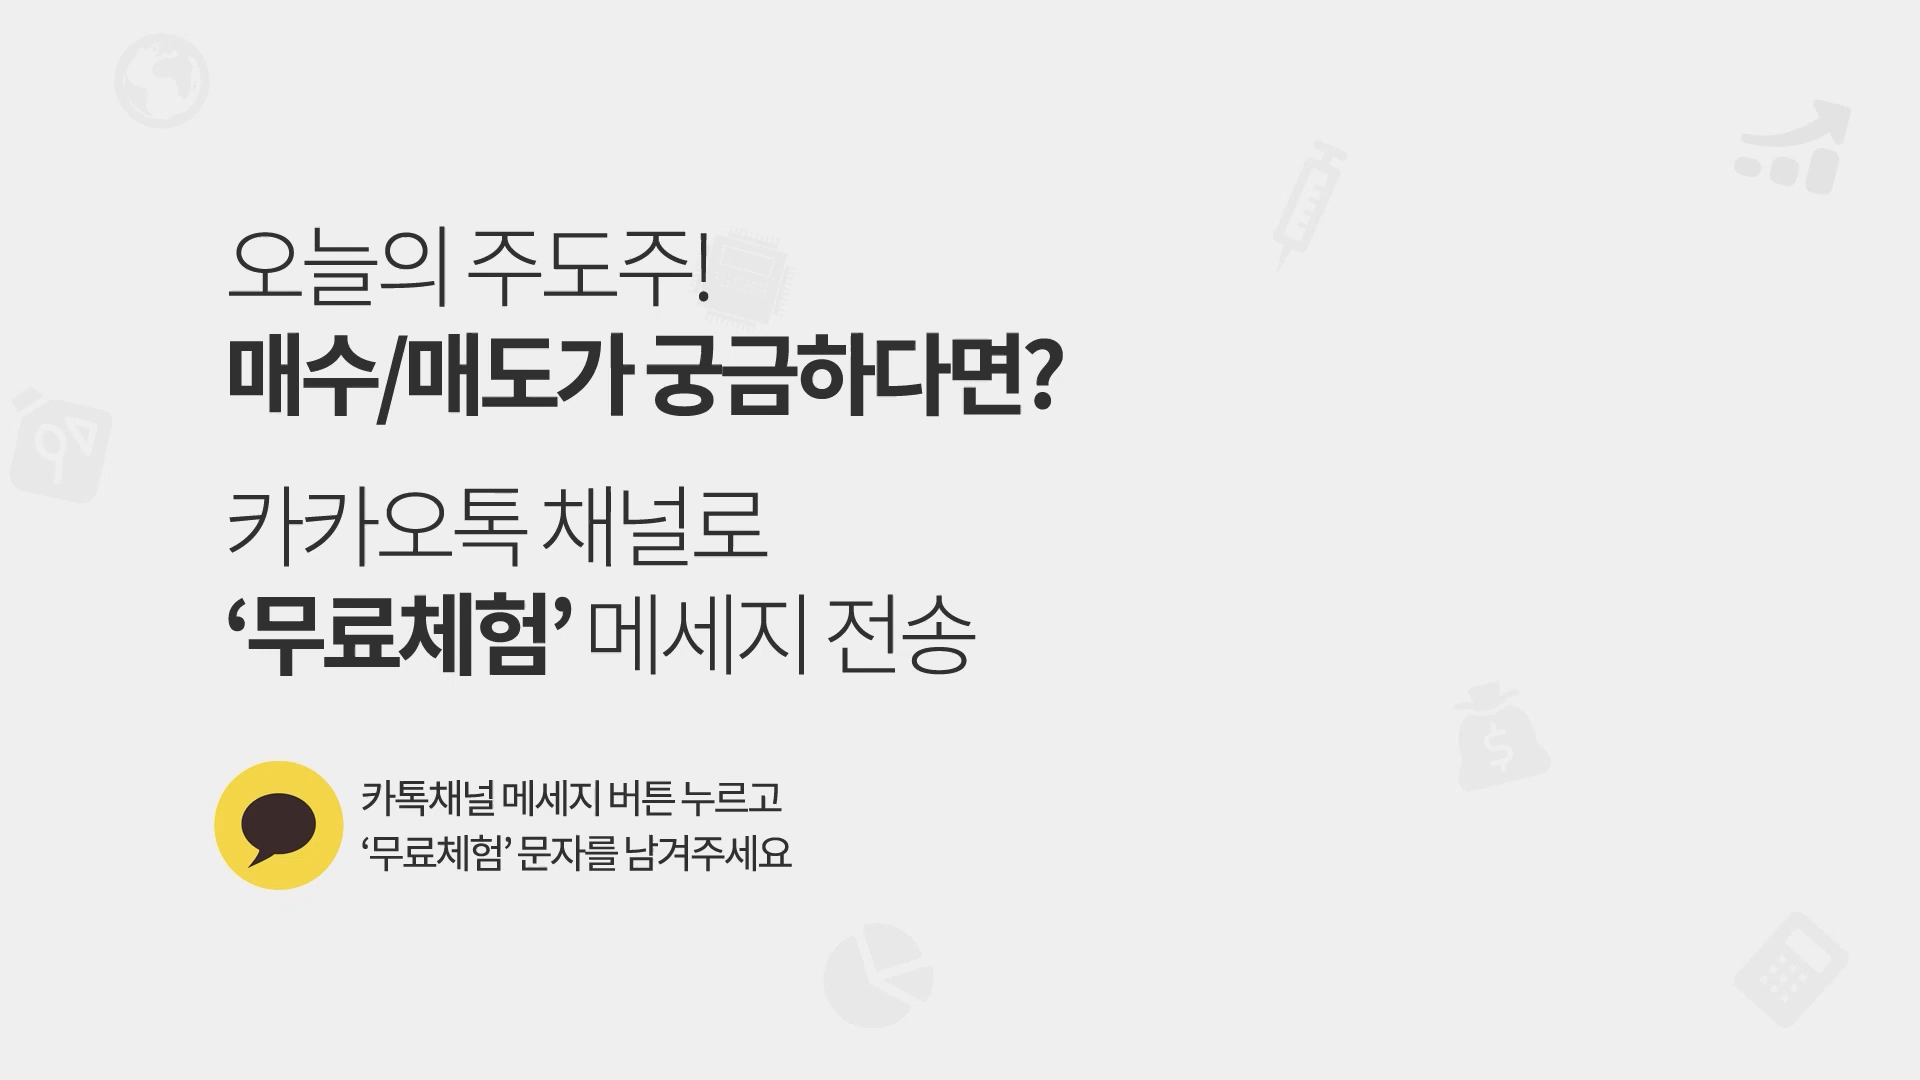 오늘의 주도주!
매수/매도가 궁금하다면?
카카오톡 채널로
‘무료체험’ 메세지 전송
카톡채널 메세지 버튼 누르고
‘무료체험’ 문자를 남겨주세요